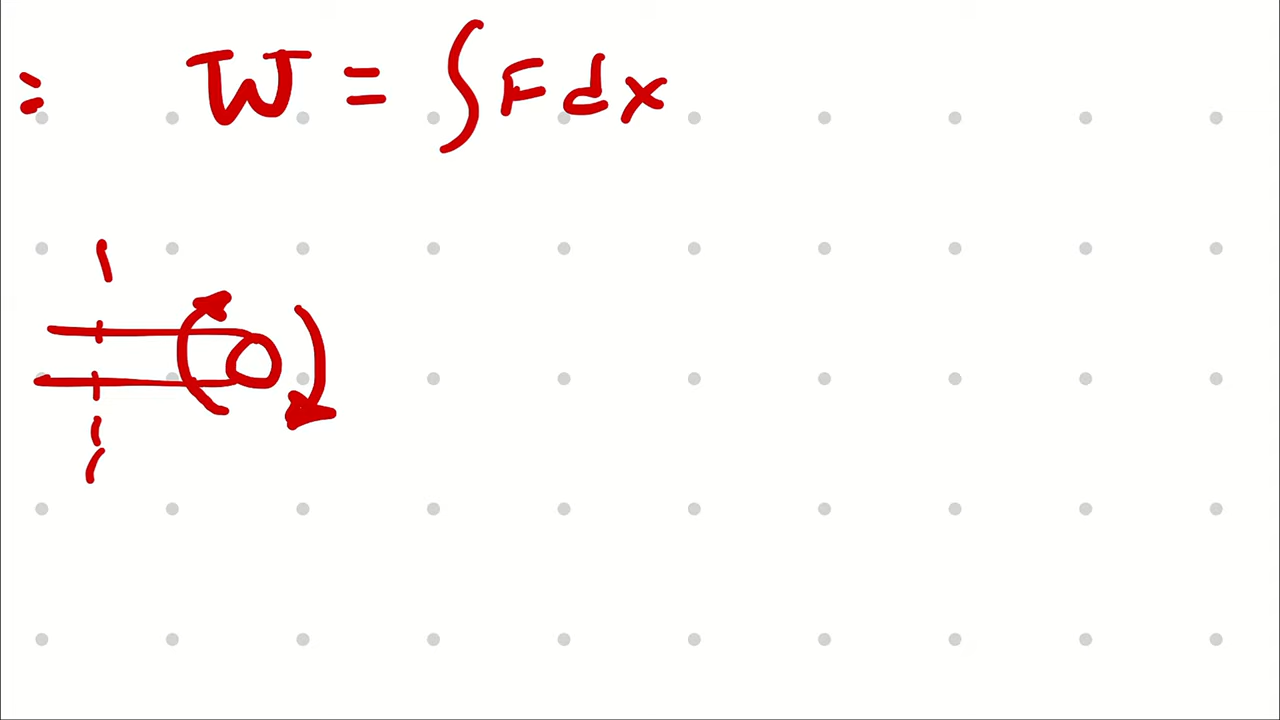 : W = ∫ F dx